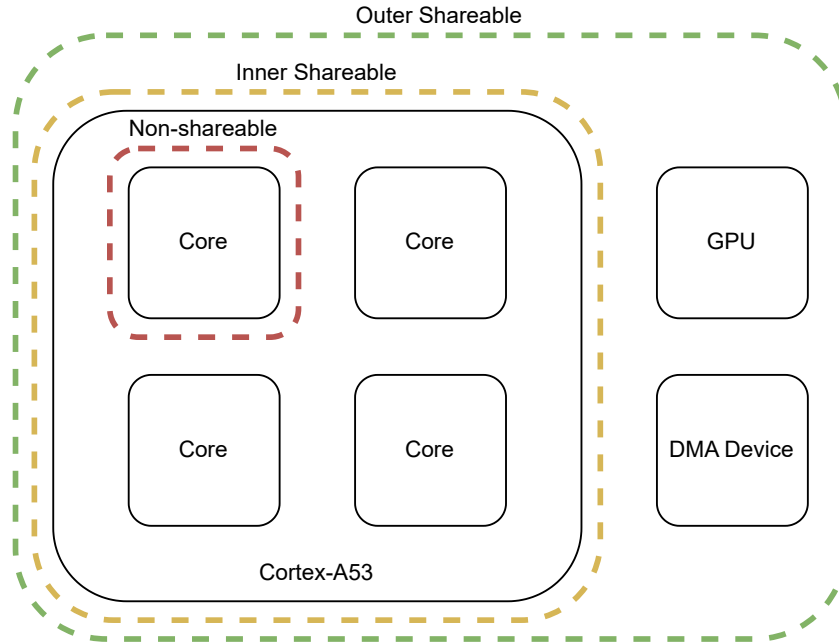 Outer Shareable
Inner Shareable
Non-shareable
Core
Core
GPU
Core
Core
DMA Device
Cortex-A53